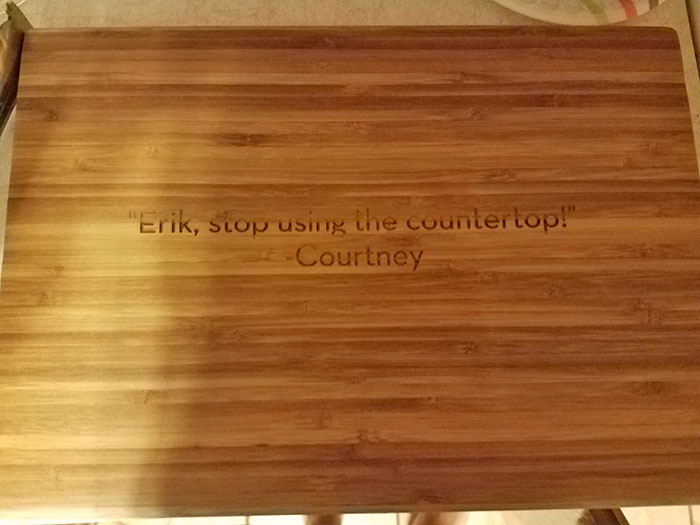 "Erik, stop using the countertop!"
-Courtney